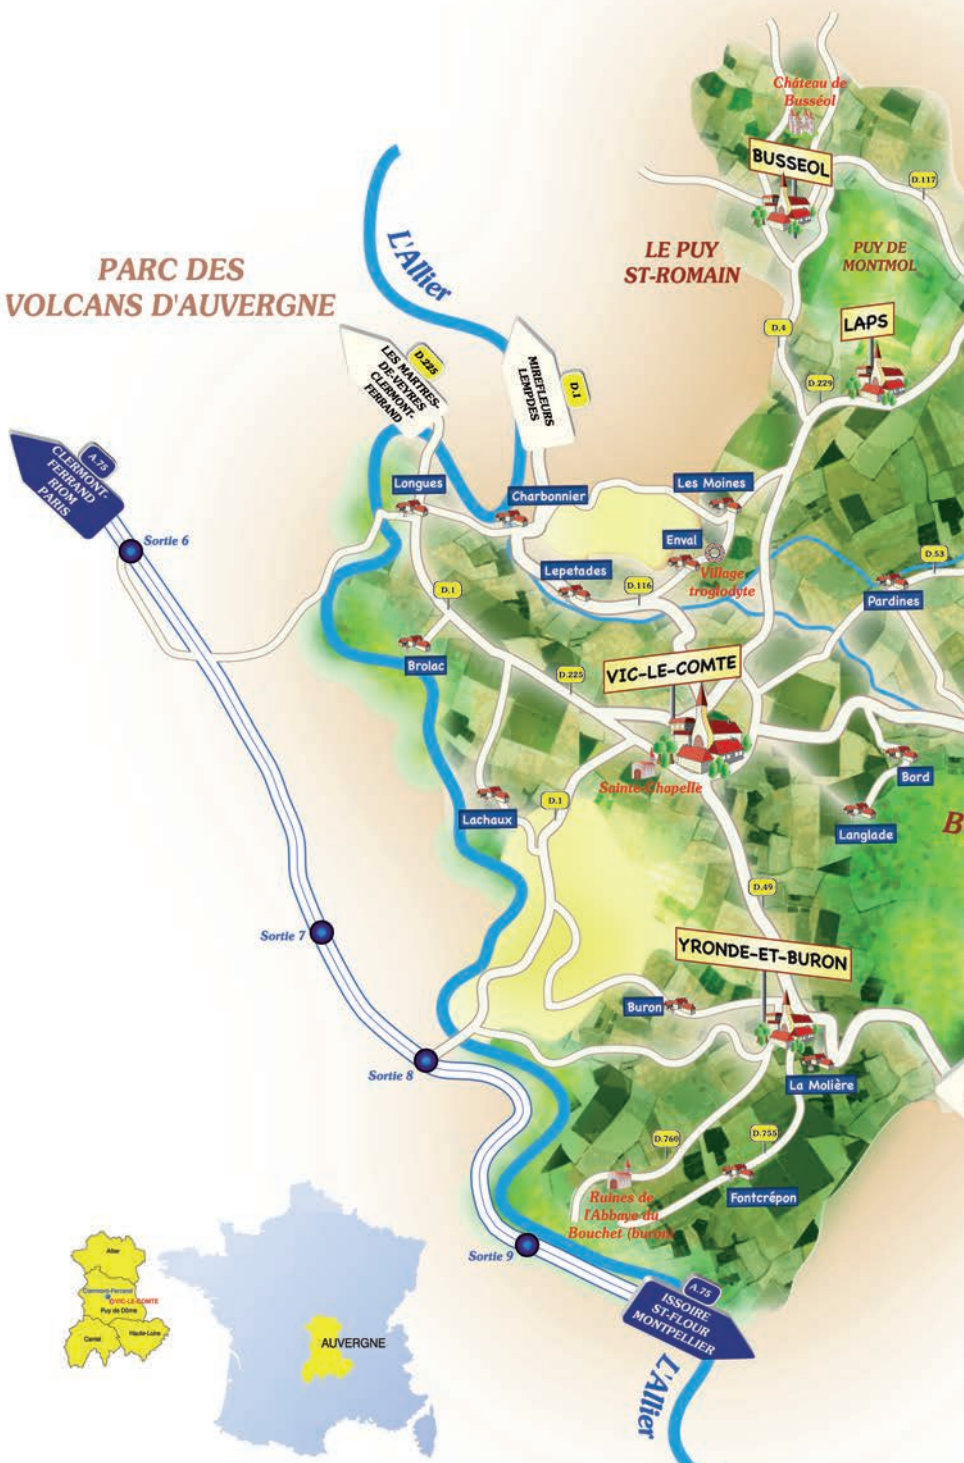 Château de
Busséol
BUSSEOL
D.117
L'Allier
LE PUY
ST-ROMAIN
PUY DE
MONTMOL
PARC DES
VOLCANS D'AUVERGNE
D.4
LAPS
D.225
LES MARTRES-
DE-VEYRES
CLERMONT-
FERRAND
MIREFLEURS
LEMPDES
D.1
D.229
A.75
CLERMONT-
FERRAND
RIOM
PARIS
Longues
Charbonnier
Les Moines
Sortie 6
Enval
D.53
Lepetades
D.116
Village
troglodyte
D.1
Pardines
Brolac
VIC-LE-COMTE
D.225
Bord
Sainte-Chapelle
D.1
Lachaux
Langlade
B
D.49
Sortie 7
YRONDE-ET-BURON
Buron
Sortie 8
La Molière
D.760
D.755
Ruines de
l'Abbaye du
Bouchet (buron)
Fontcrépon
Sortie 9
Allier
Clermont-Ferrand
VIC-LE-COMTE
Puy de Dôme
Cantal
Haute-Loire
AUVERGNE
A.75
ISSOIRE
ST-FLOUR
MONTPELLIER
L'Allier